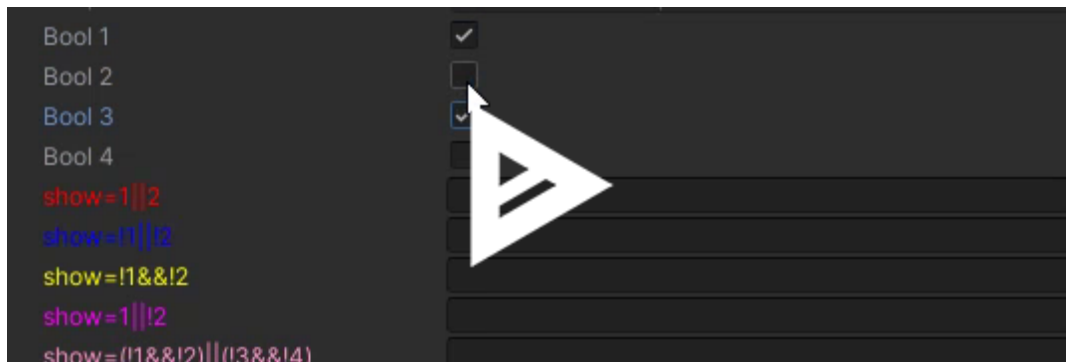 Bool 1
Bool 2
Bool 3
Bool 4
show=1||2
show=!1||!2
show=!1&&!2
show=1||!2
show=(!1&&!2)||(!3&&!4)